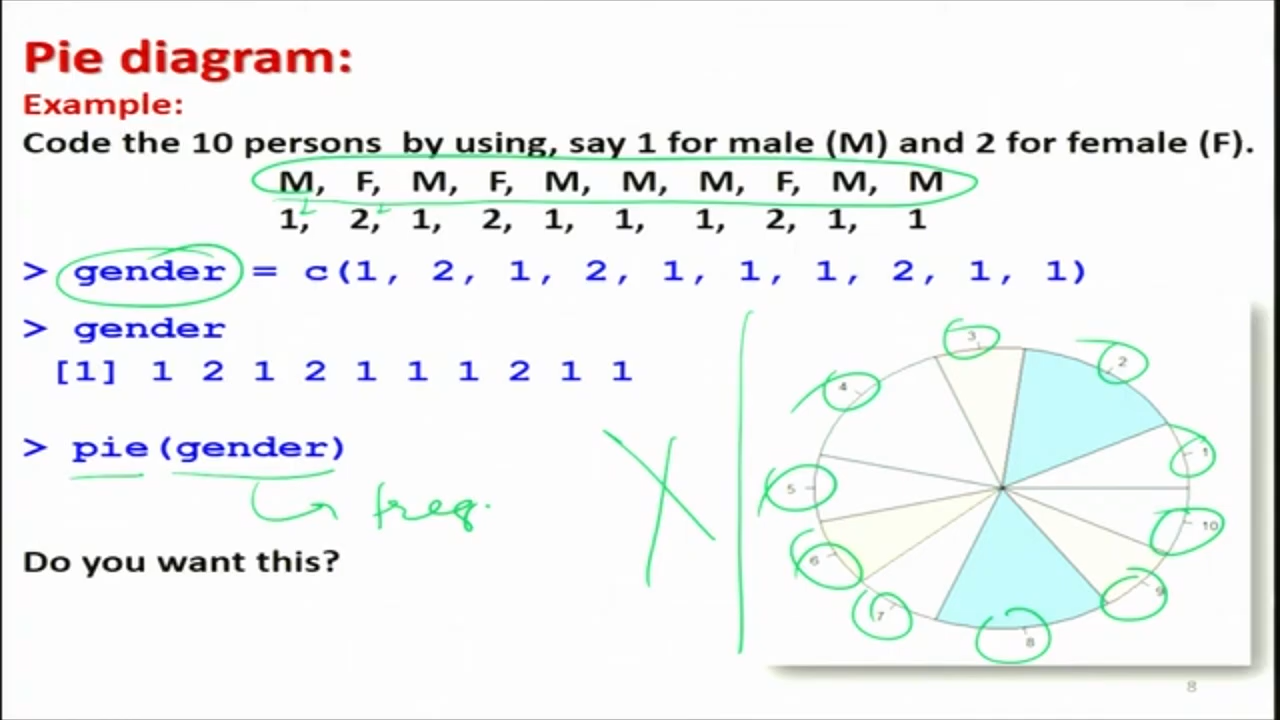 Pie diagram:
Example:
Code the 10 persons by using, say 1 for male (M) and 2 for female (F).
M, F, M, F, M, M, M, F, M, M
1, 2, 1, 2, 1, 1, 1, 2, 1, 1
> gender = c(1, 2, 1, 2, 1, 1, 1, 2, 1, 1)
> gender
[1] 1 2 1 2 1 1 1 2 1 1
> pie(gender)
freq.
Do you want this?
3
2
4
1
5
10
6
9
7
8
8